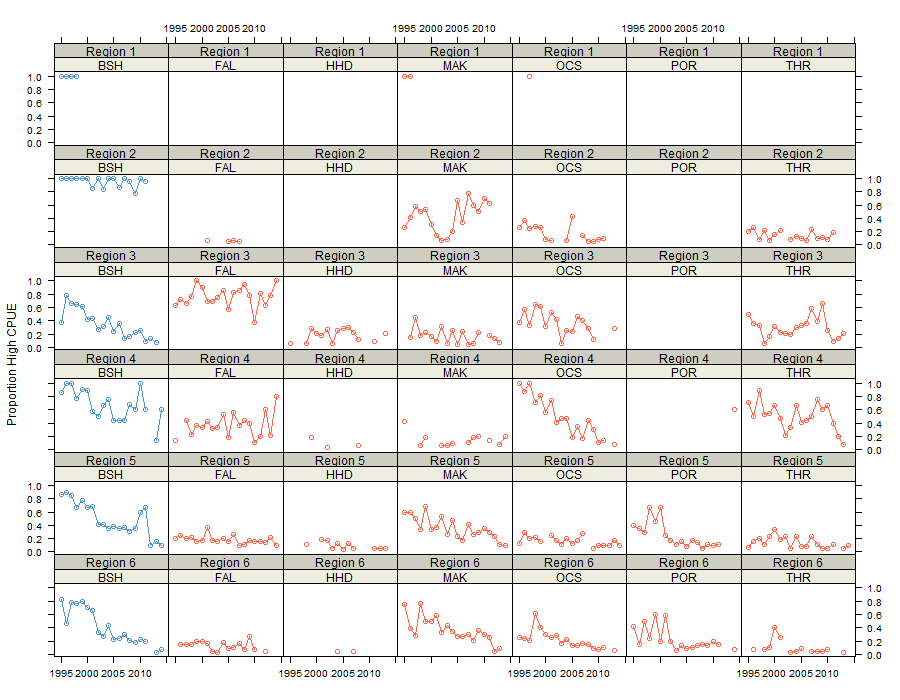 1995 2000 2005 2010 1995 2000 2005 2010 1995 2000 2005 2010
Region 1 Region 1 Region 1 Region 1 Region 1 Region 1 Region 1
BSH FAL HHD MAK OCS POR THR
1.0
0.8
0.6
0.4
0.2
0.0
Region 2 Region 2 Region 2 Region 2 Region 2 Region 2 Region 2
BSH FAL HHD MAK OCS POR THR
1.0
0.8
0.6
0.4
0.2
0.0
Region 3 Region 3 Region 3 Region 3 Region 3 Region 3 Region 3
BSH FAL HHD MAK OCS POR THR
1.0
0.8
0.6
0.4
0.2
0.0
Proportion High CPUE
Region 4 Region 4 Region 4 Region 4 Region 4 Region 4 Region 4
BSH FAL HHD MAK OCS POR THR
1.0
0.8
0.6
0.4
0.2
0.0
Region 5 Region 5 Region 5 Region 5 Region 5 Region 5 Region 5
BSH FAL HHD MAK OCS POR THR
1.0
0.8
0.6
0.4
0.2
0.0
Region 6 Region 6 Region 6 Region 6 Region 6 Region 6 Region 6
BSH FAL HHD MAK OCS POR THR
1.0
0.8
0.6
0.4
0.2
0.0
1995 2000 2005 2010 1995 2000 2005 2010 1995 2000 2005 2010 1995 2000 2005 2010